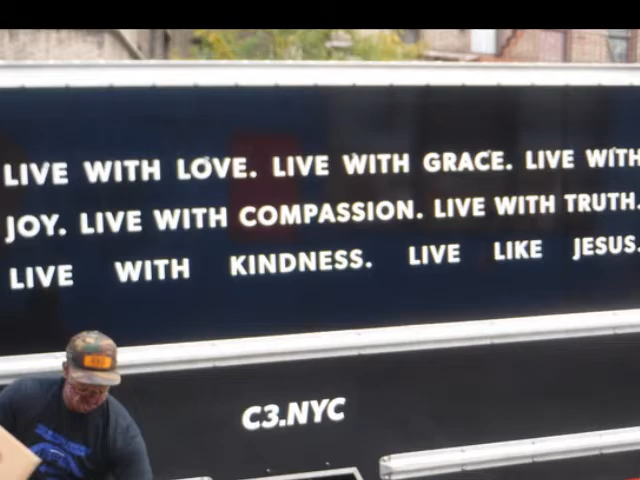 LIVE WITH LOVE. LIVE WITH GRACE. LIVE WITH
JOY. LIVE WITH COMPASSION. LIVE WITH TRUTH.
LIVE WITH KINDNESS. LIVE LIKE JESUS.
C3.NYC